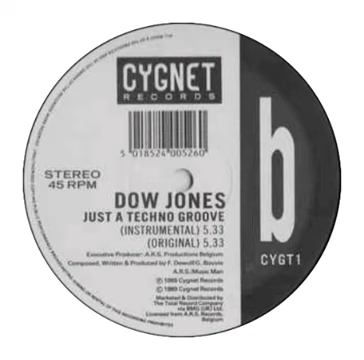 CYGNET
RECORDS
5 018524 005260
STEREO
45 RPM
DOW JONES
JUST A TECHNO GROOVE
(INSTRUMENTAL) 5.33
(ORIGINAL) 5.33
Executive Producer: A.R.S. Productions Belgium
Composed, Written & Produced by F. Dewolf/G. Bouvie
A.R.S./Music Man
℗ 1989 Cygnet Records
© 1989 Cygnet Records
Marketed & Distributed by
The Total Record Company
via BMG (UK) Ltd.
Licensed from A.R.S. Records,
Belgium
b
CYGT1